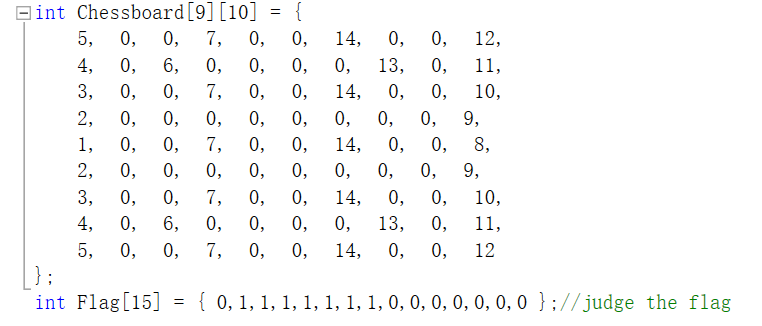 int Chessboard[9][10] = {
5, 0, 0, 7, 0, 0, 14, 0, 0, 12,
4, 0, 6, 0, 0, 0, 0, 13, 0, 11,
3, 0, 0, 7, 0, 0, 14, 0, 0, 10,
2, 0, 0, 0, 0, 0, 0, 0, 0, 9,
1, 0, 0, 7, 0, 0, 14, 0, 0, 8,
2, 0, 0, 0, 0, 0, 0, 0, 0, 9,
3, 0, 0, 7, 0, 0, 14, 0, 0, 10,
4, 0, 6, 0, 0, 0, 0, 13, 0, 11,
5, 0, 0, 7, 0, 0, 14, 0, 0, 12
};
int Flag[15] = { 0,1,1,1,1,1,1,1,0,0,0,0,0,0,0 };//judge the flag